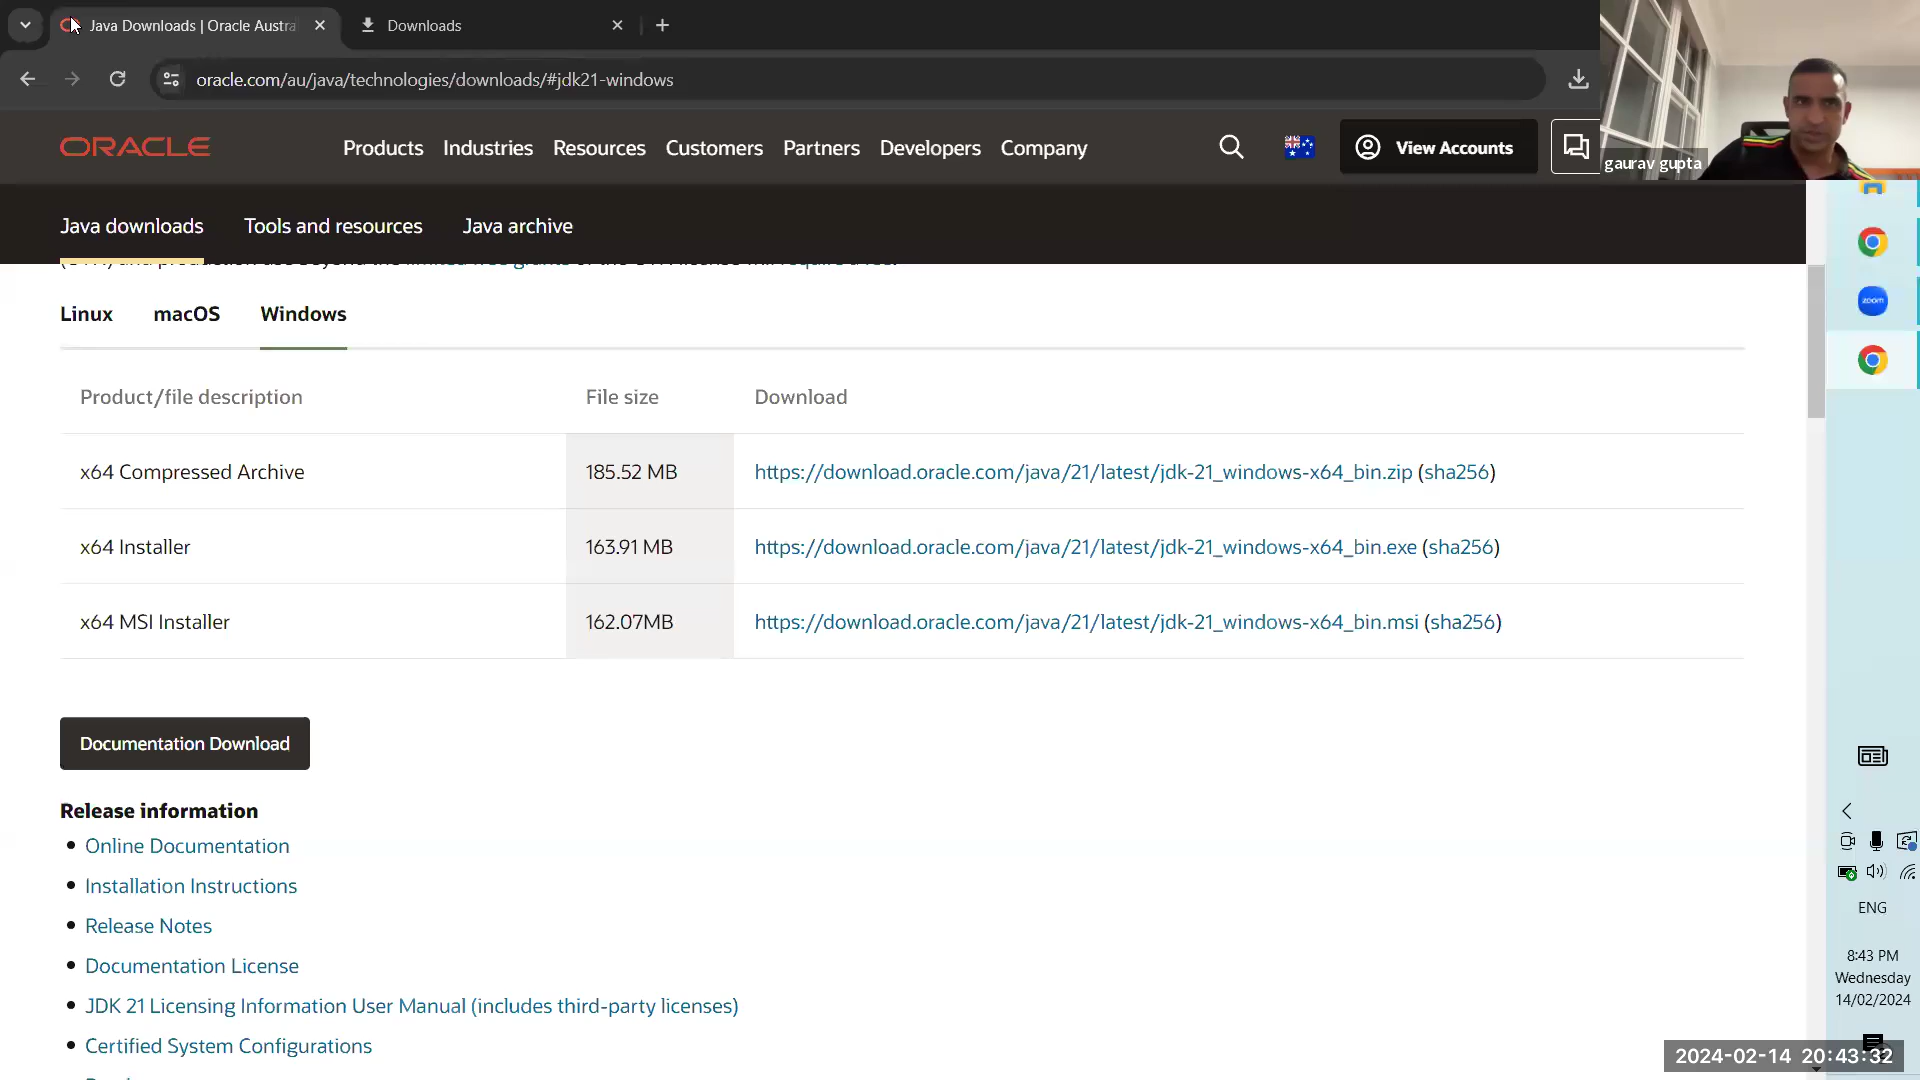 Java Downloads | Oracle Austra
Downloads
oracle.com/au/java/technologies/downloads/#jdk21-windows
ORACLE
Products
Industries
Resources
Customers
Partners
Developers
Company
View Accounts
gaurav gupta
Java downloads
Tools and resources
Java archive
Linux
macOS
Windows
zoom
Product/file description
File size
Download
x64 Compressed Archive
185.52 MB
https://download.oracle.com/java/21/latest/jdk-21_windows-x64_bin.zip (sha256)
x64 Installer
163.91 MB
https://download.oracle.com/java/21/latest/jdk-21_windows-x64_bin.exe (sha256)
x64 MSI Installer
162.07MB
https://download.oracle.com/java/21/latest/jdk-21_windows-x64_bin.msi (sha256)
Documentation Download
Release information
Online Documentation
Installation Instructions
Release Notes
Documentation License
JDK 21 Licensing Information User Manual (includes third-party licenses)
Certified System Configurations
ENG
8:43 PM
Wednesday
14/02/2024
2024-02-14 20:43:32